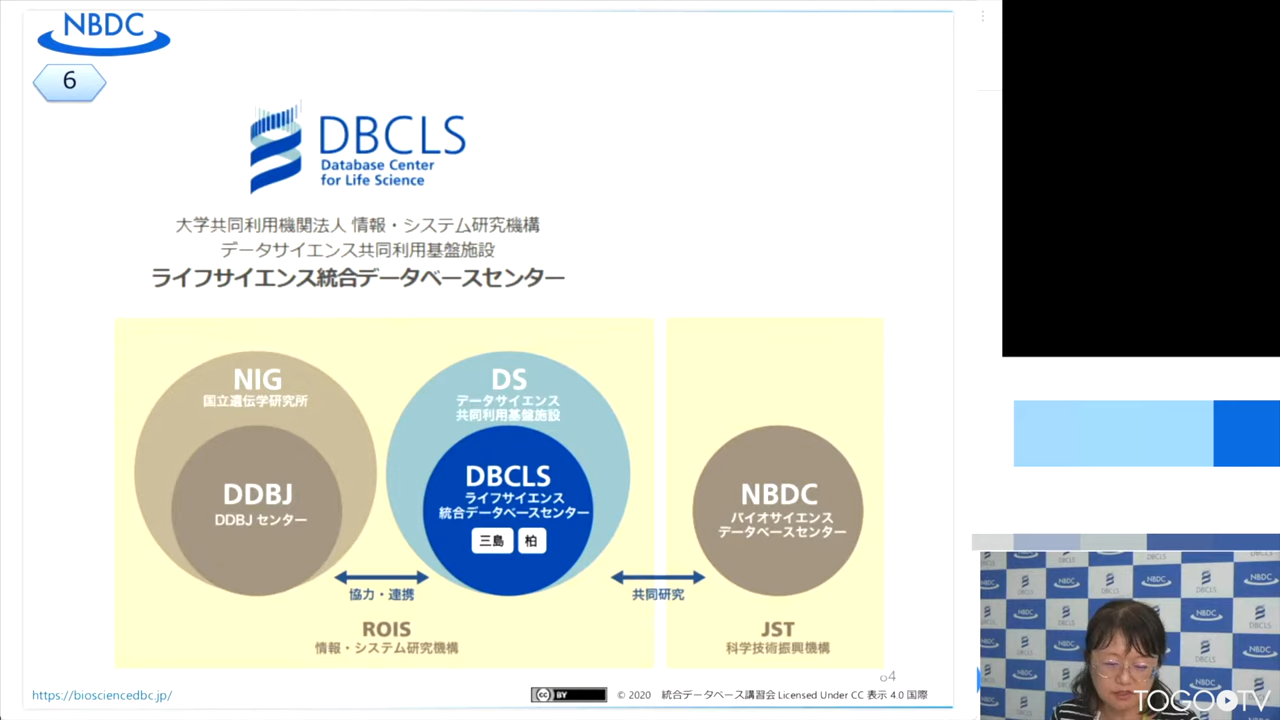 NBDC
6
DBCLS
Database Center
for Life Science
大学共同利用機関法人 情報・システム研究機構
データサイエンス共同利用基盤施設
ライフサイエンス統合データベースセンター
NIG
国立遺伝学研究所
DDBJ
DDBJ センター
DS
データサイエンス
共同利用基盤施設
DBCLS
ライフサイエンス
統合データベースセンター
三島 柏
NBDC
バイオサイエンス
データベースセンター
協力・連携
共同研究
ROIS
情報・システム研究機構
JST
科学技術振興機構
https://biosciencedbc.jp/
cc BY
© 2020 統合データベース講習会 Licensed Under CC 表示 4.0 国際
TOGO TV